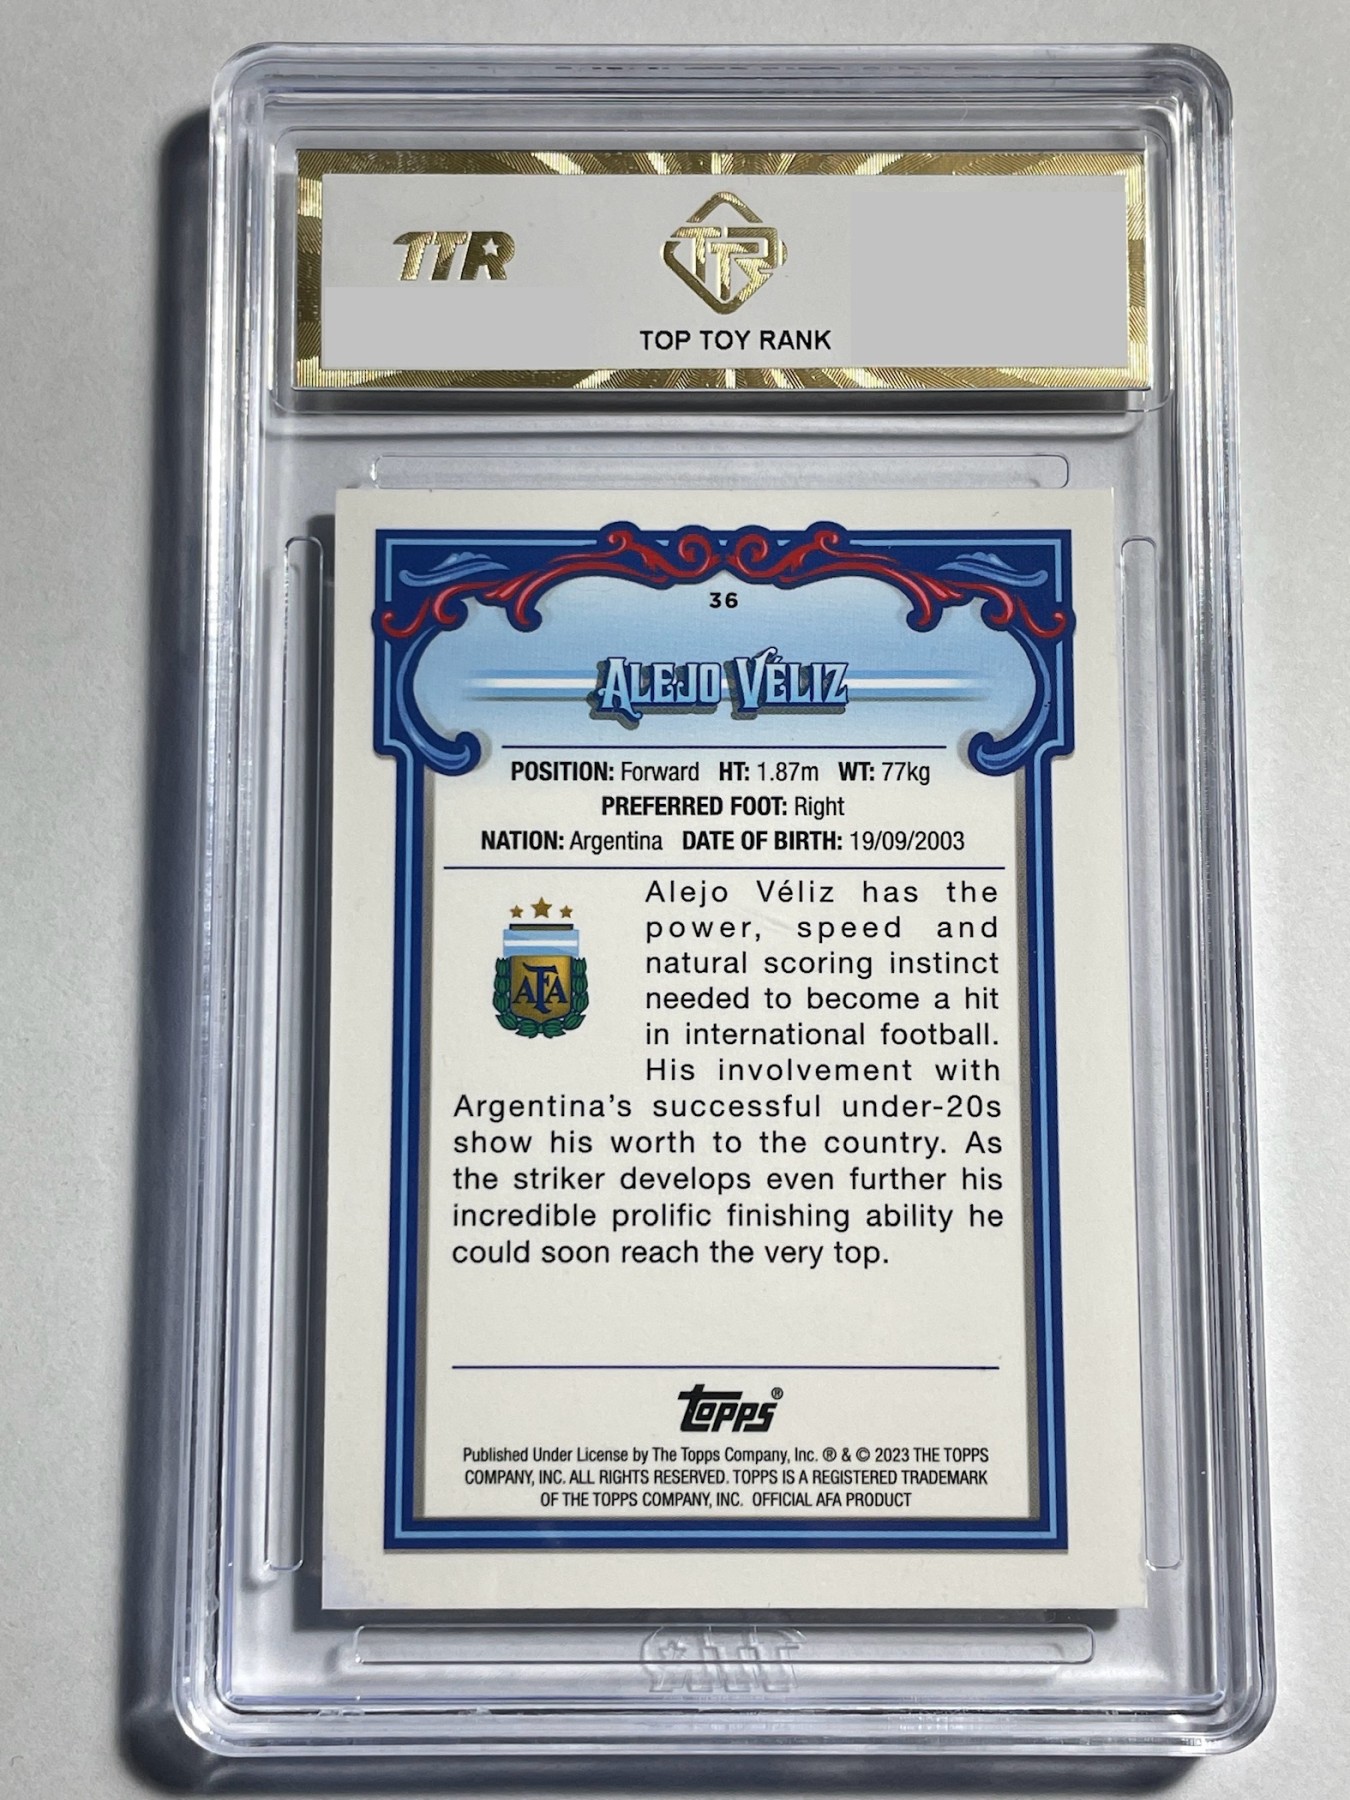 TTR
TTR
TOP TOY RANK
36
ALEJO VÉLIZ
POSITION: Forward HT: 1.87m WT: 77kg
PREFERRED FOOT: Right
NATION: Argentina DATE OF BIRTH: 19/09/2003
Alejo Véliz has the
power, speed and
natural scoring instinct
needed to become a hit
in international football.
His involvement with
AFA
Argentina's successful under-20s
show his worth to the country. As
the striker develops even further his
incredible prolific finishing ability he
could soon reach the very top.
topps®
Published Under License by The Topps Company, Inc. ® & © 2023 THE TOPPS
COMPANY, INC. ALL RIGHTS RESERVED. TOPPS IS A REGISTERED TRADEMARK
OF THE TOPPS COMPANY, INC. OFFICIAL AFA PRODUCT
TTR